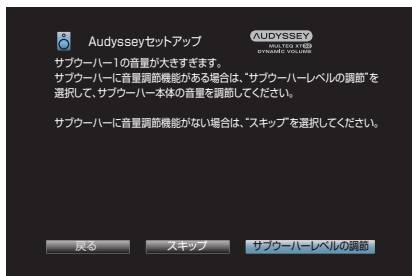 Audysseyセットアップ
AUDYSSEY
MULTEQ XT32
DYNAMIC VOLUME
サブウーハー1の音量が大きすぎます。
サブウーハーに音量調節機能がある場合は、“サブウーハーレベルの調節”を
選択して、サブウーハー本体の音量を調節してください。
サブウーハーに音量調節機能がない場合は、“スキップ”を選択してください。
戻る スキップ サブウーハーレベルの調節